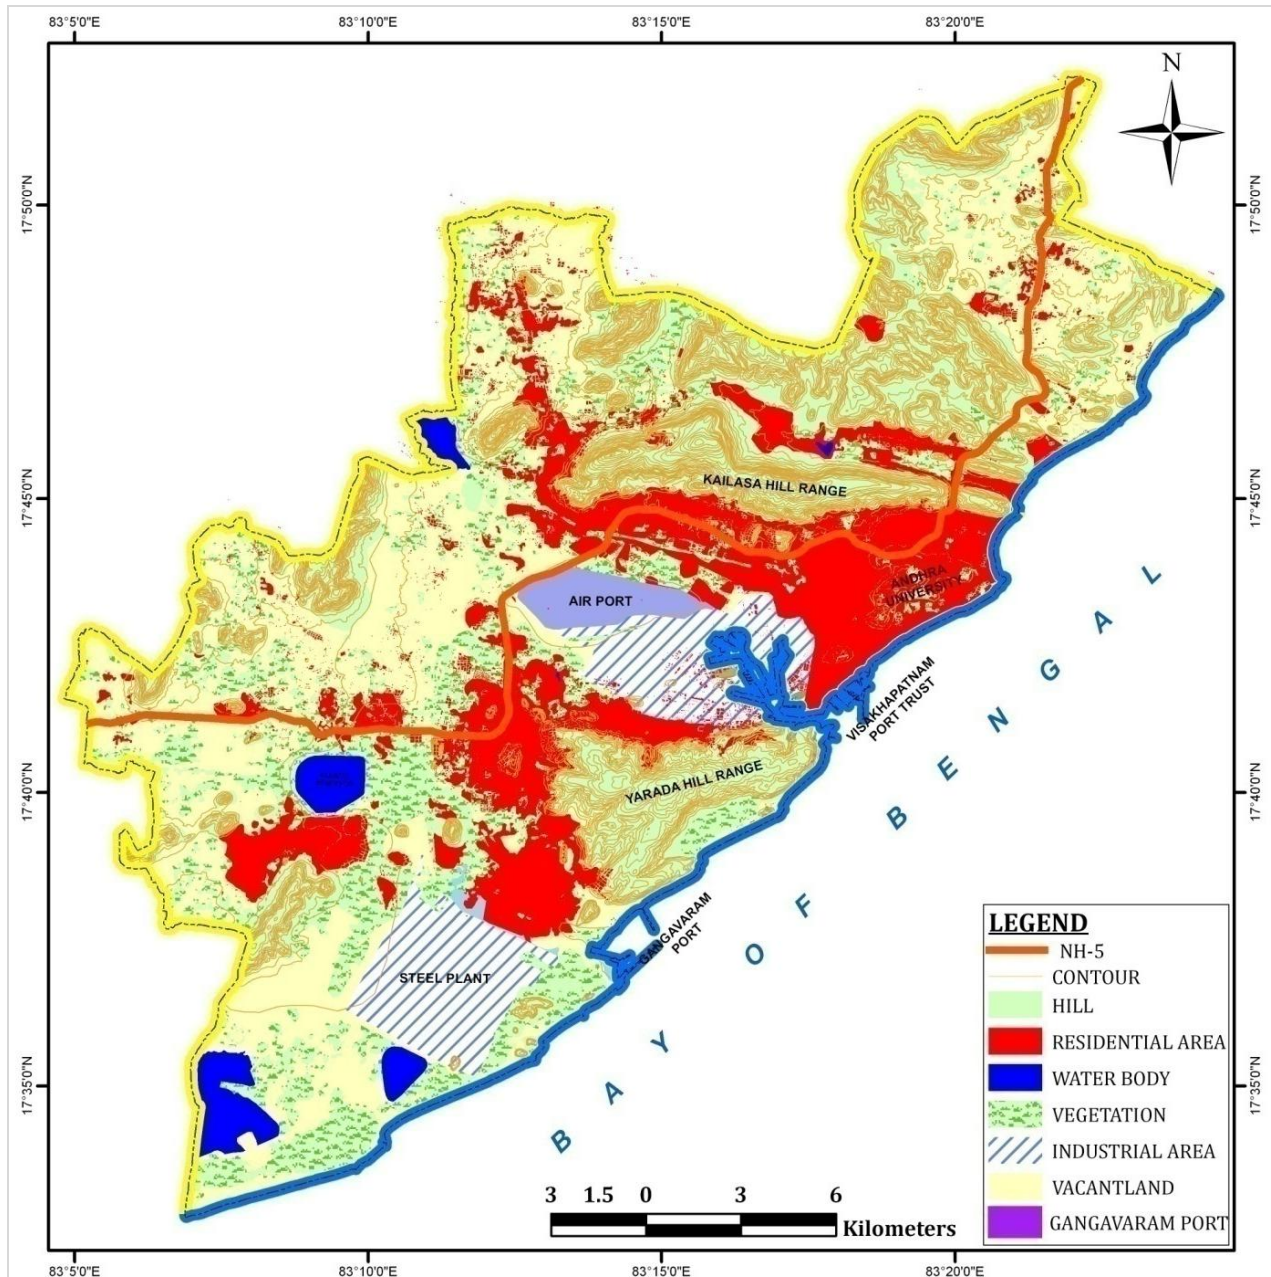 83°5'0"E
83°10'0"E
83°15'0"E
83°20'0"E
N
17°50'0"N
17°50'0"N
17°45'0"N
17°45'0"N
KAILASA HILL RANGE
ANDHRA
UNIVERSITY
AIR PORT
VISAKHAPATNAM
PORT TRUST
YARADA HILL RANGE
17°40'0"N
17°40'0"N
GANGAVARAM
PORT
STEEL PLANT
BAY OF BENGAL
17°35'0"N
17°35'0"N
LEGEND
NH-5
CONTOUR
HILL
RESIDENTIAL AREA
WATER BODY
VEGETATION
INDUSTRIAL AREA
VACANTLAND
GANGAVARAM PORT
3 1.5 0 3 6
Kilometers
83°5'0"E
83°10'0"E
83°15'0"E
83°20'0"E